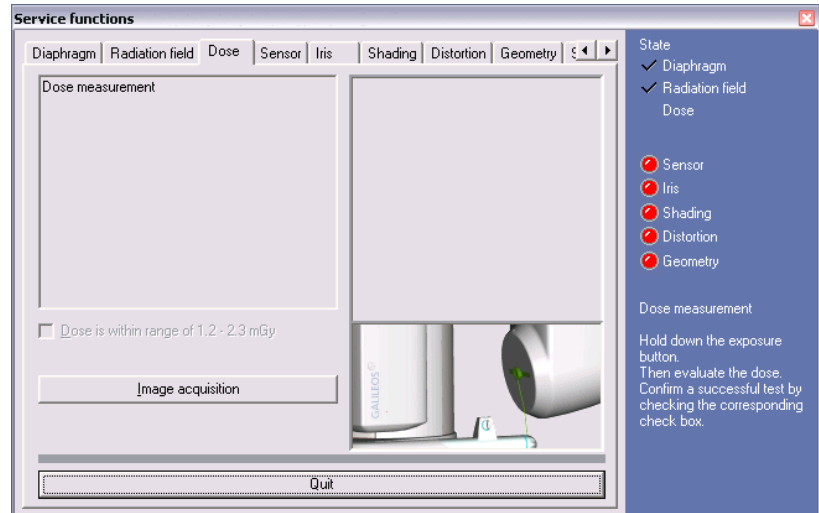 Service functions
Diaphragm
Radiation field
Dose
Sensor
Iris
Shading
Distortion
Geometry
Dose measurement
Dose is within range of 1.2 - 2.3 mGy
Image acquisition
GALILEOS
Quit
State
Diaphragm
Radiation field
Dose
Sensor
Iris
Shading
Distortion
Geometry
Dose measurement
Hold down the exposure
button.
Then evaluate the dose.
Confirm a successful test by
checking the corresponding
check box.